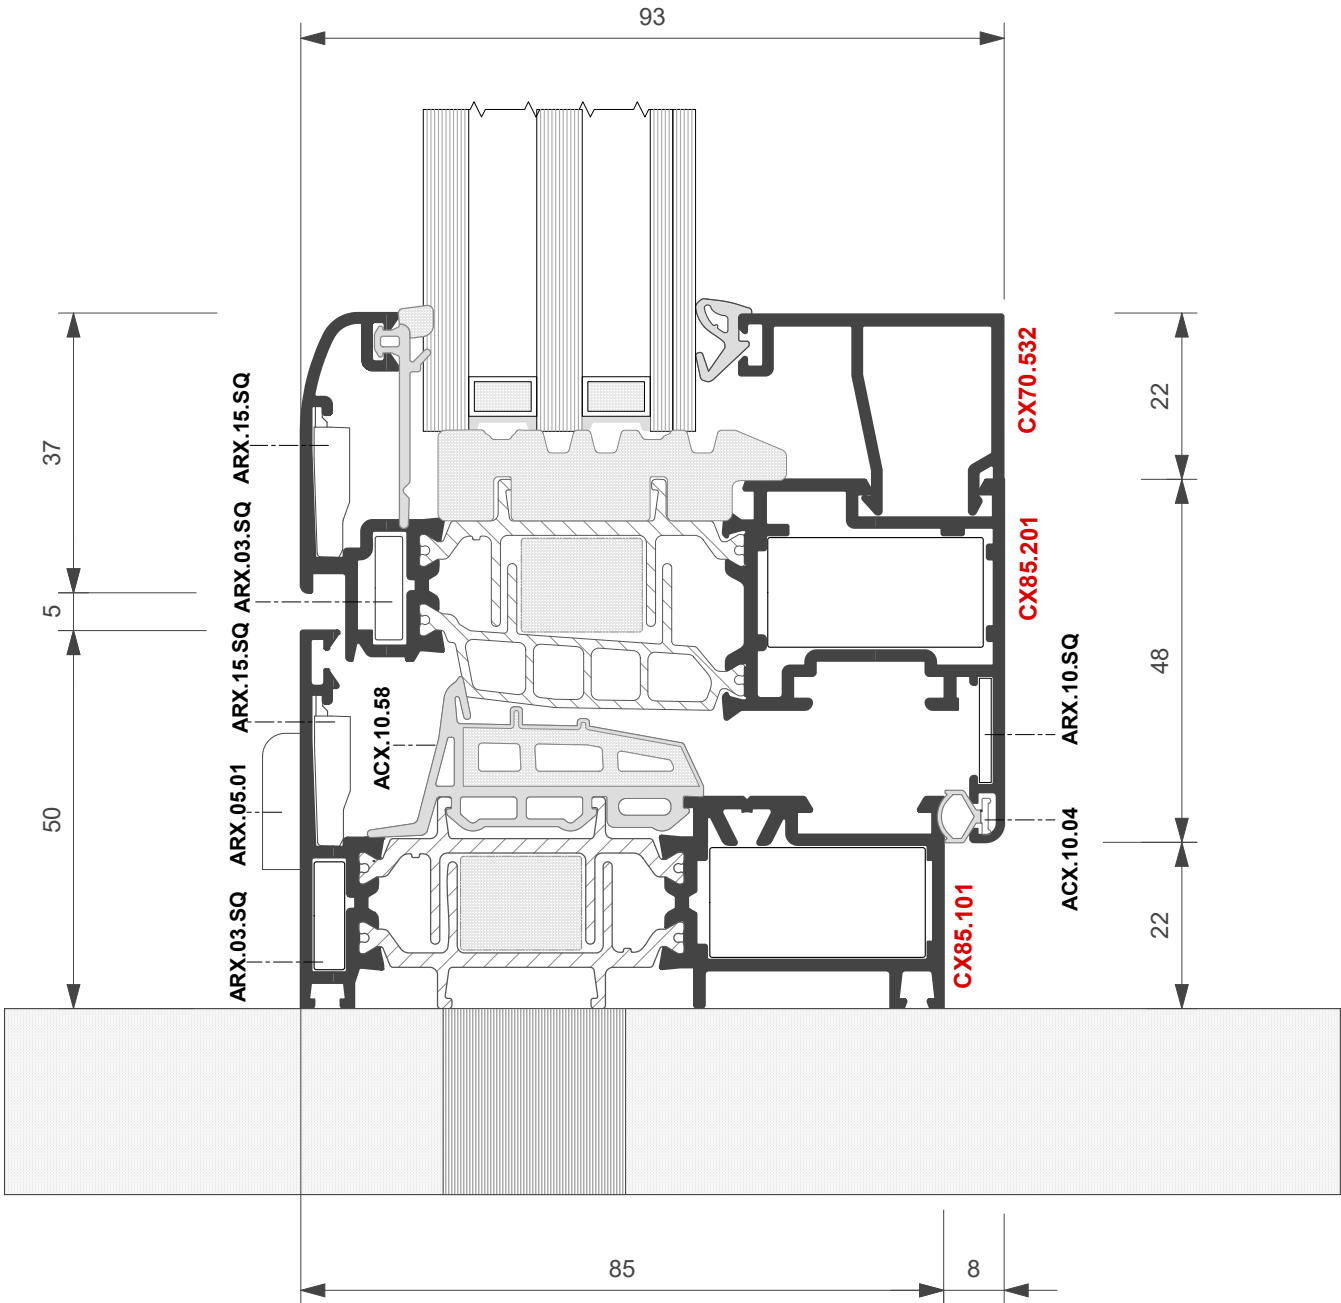 93
37
5
50
ARX.15.SQ
ARX.03.SQ
ARX.15.SQ
ARX.05.01
ARX.03.SQ
ACX.10.58
CX70.532
CX85.201
ARX.10.SQ
ACX.10.04
CX85.101
22
48
22
85
8